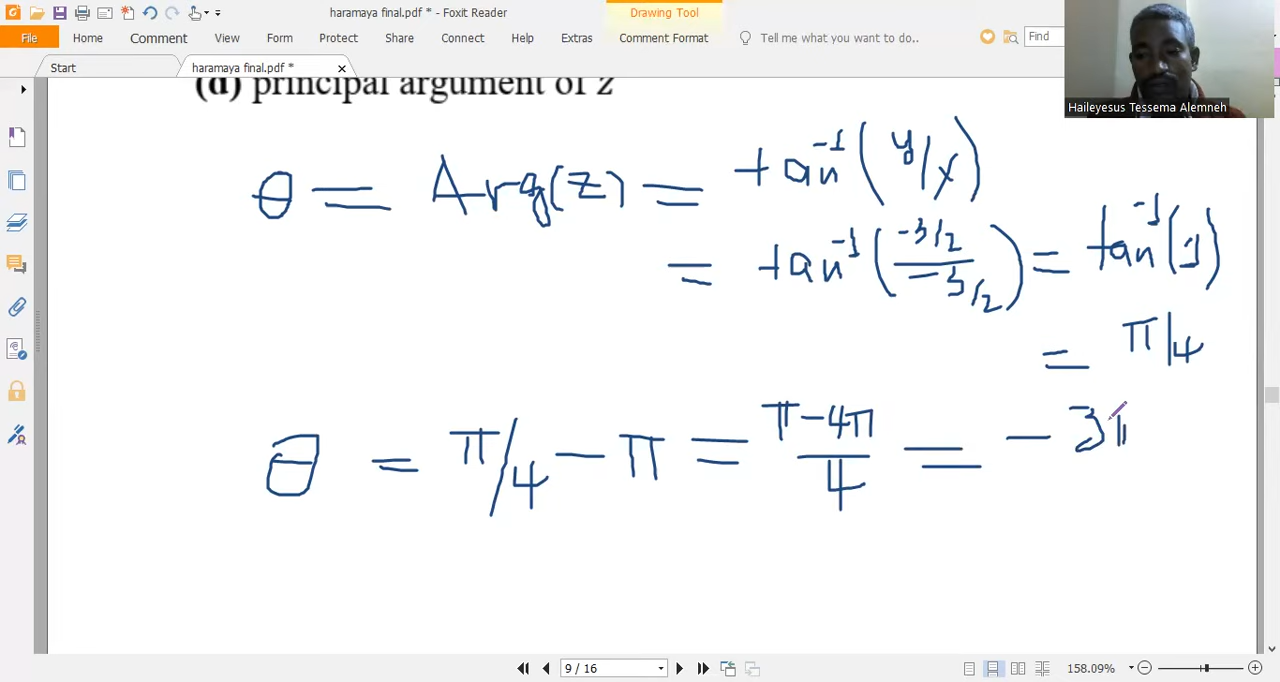 haramaya final.pdf * - Foxit Reader
Drawing Tool
File Home Comment View Form Protect Share Connect Help Extras Comment Format Tell me what you want to do.. Find
Start haramaya final.pdf *
Haileyesus Tessema Alemneh
(d) principal argument of z
θ = Arg(z) = tan⁻¹(y/x)
= tan⁻¹(-3/2 / -3/2) = tan⁻¹(1)
= π/4
θ = π/4 - π = π-4π / 4 = - 3π
9 / 16
158.09%